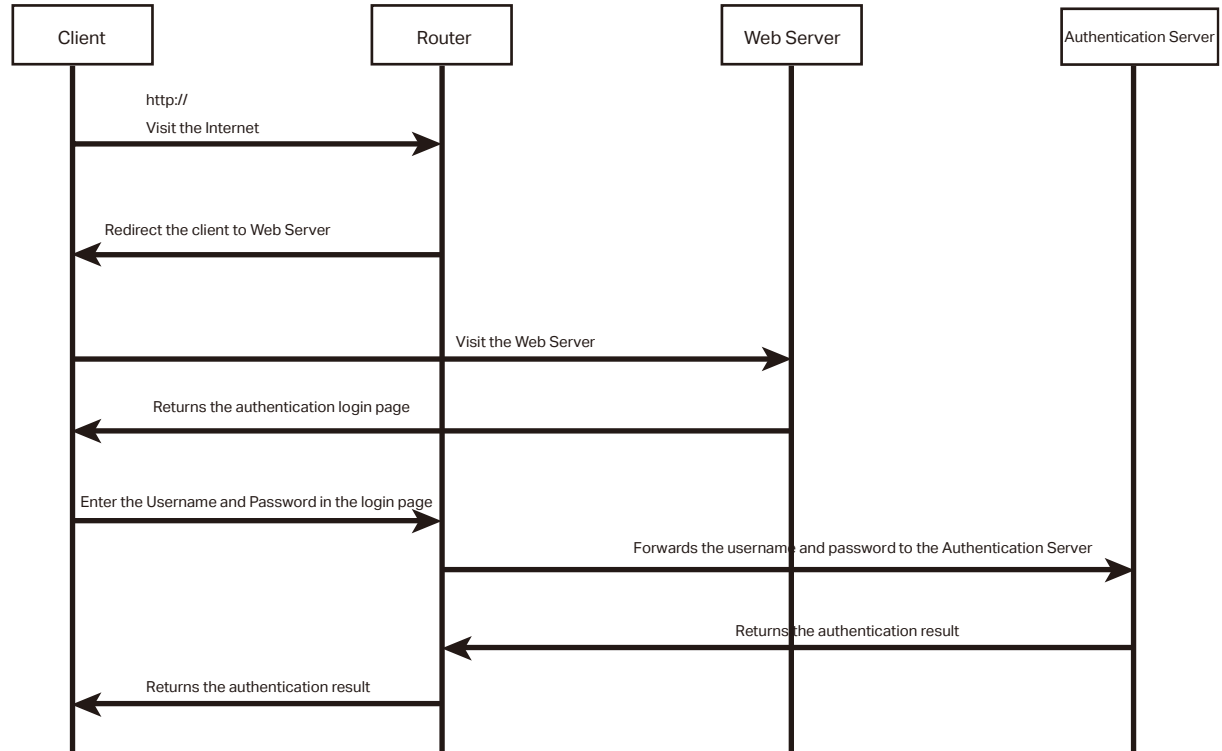 Client
Router
Web Server
Authentication Server
http://
Visit the Internet
Redirect the client to Web Server
Visit the Web Server
Returns the authentication login page
Enter the Username and Password in the login page
Forwards the username and password to the Authentication Server
Returns the authentication result
Returns the authentication result